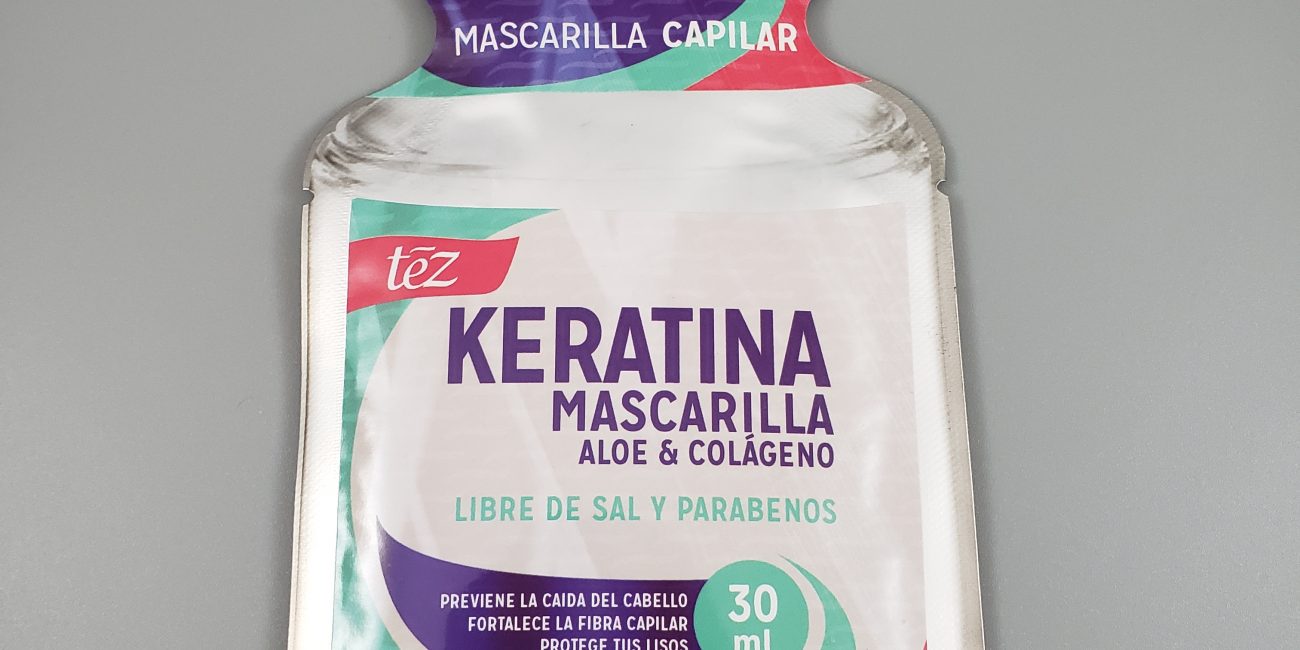 MASCARILLA CAPILAR
tēz
KERATINA
MASCARILLA
ALOE & COLÁGENO
LIBRE DE SAL Y PARABENOS
PREVIENE LA CAIDA DEL CABELLO
FORTALECE LA FIBRA CAPILAR
PROTEGE TUS LISOS
30
ml